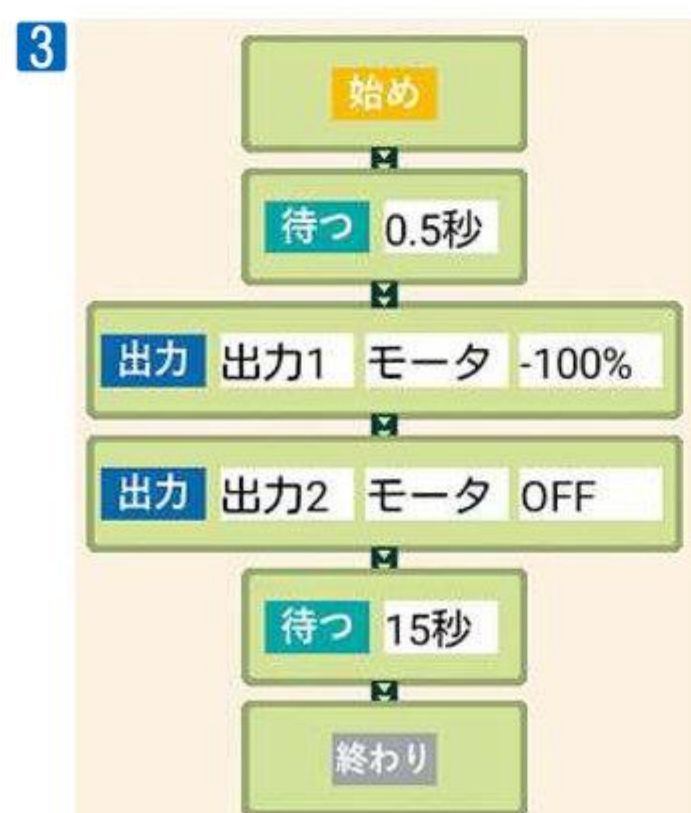 3
始め
待つ 0.5秒
出力 出力1 モータ -100%
出力 出力2 モータ OFF
待つ 15秒
終わり